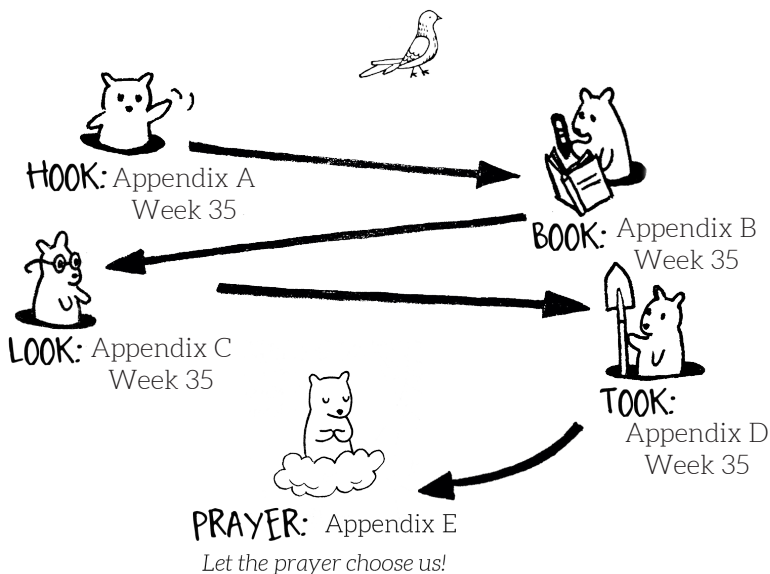 HOOK: Appendix A
Week 35
BOOK: Appendix B
Week 35
LOOK: Appendix C
Week 35
TOOK:
Appendix D
Week 35
PRAYER: Appendix E
Let the prayer choose us!